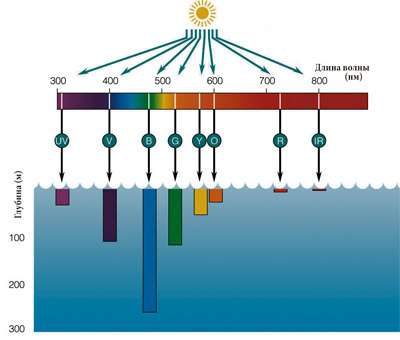 Длина волны
(нм)
300 400 500 600 700 800
UV V B G Y O R IR
Глубина (м)
100
200
300